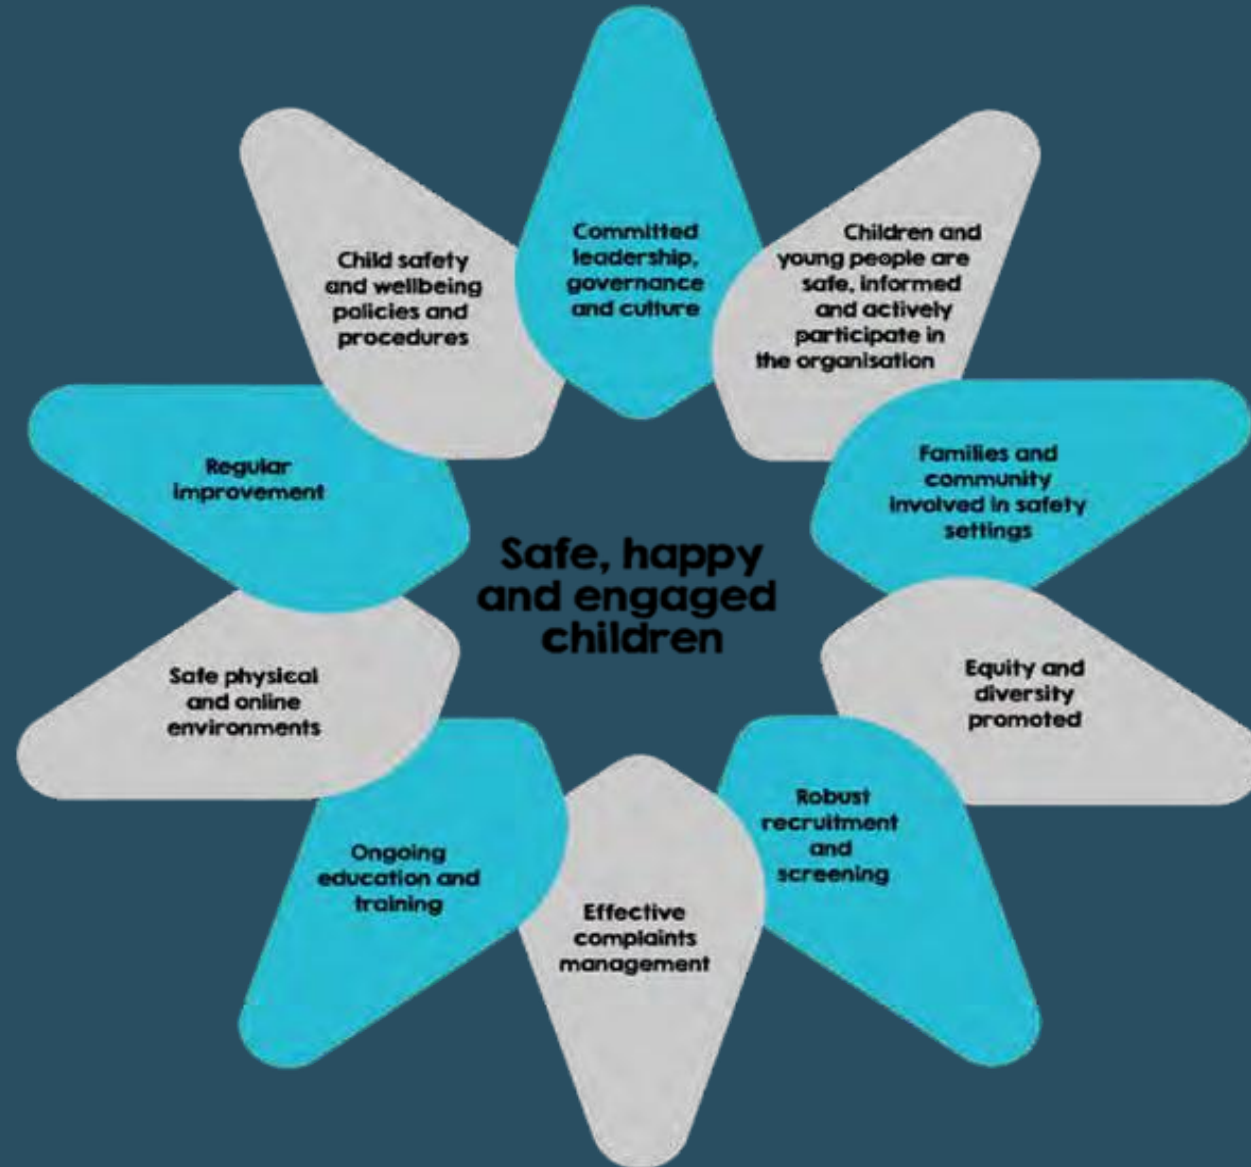 Committed
leadership,
governance
and culture
Children and
young people are
safe, informed
and actively
participate in
the organisation
Families and
community
involved in safety
settings
Equity and
diversity
promoted
Robust
recruitment
and
screening
Effective
complaints
management
Ongoing
education and
training
Safe physical
and online
environments
Regular
improvement
Child safety
and wellbeing
policies and
procedures
Safe, happy
and engaged
children